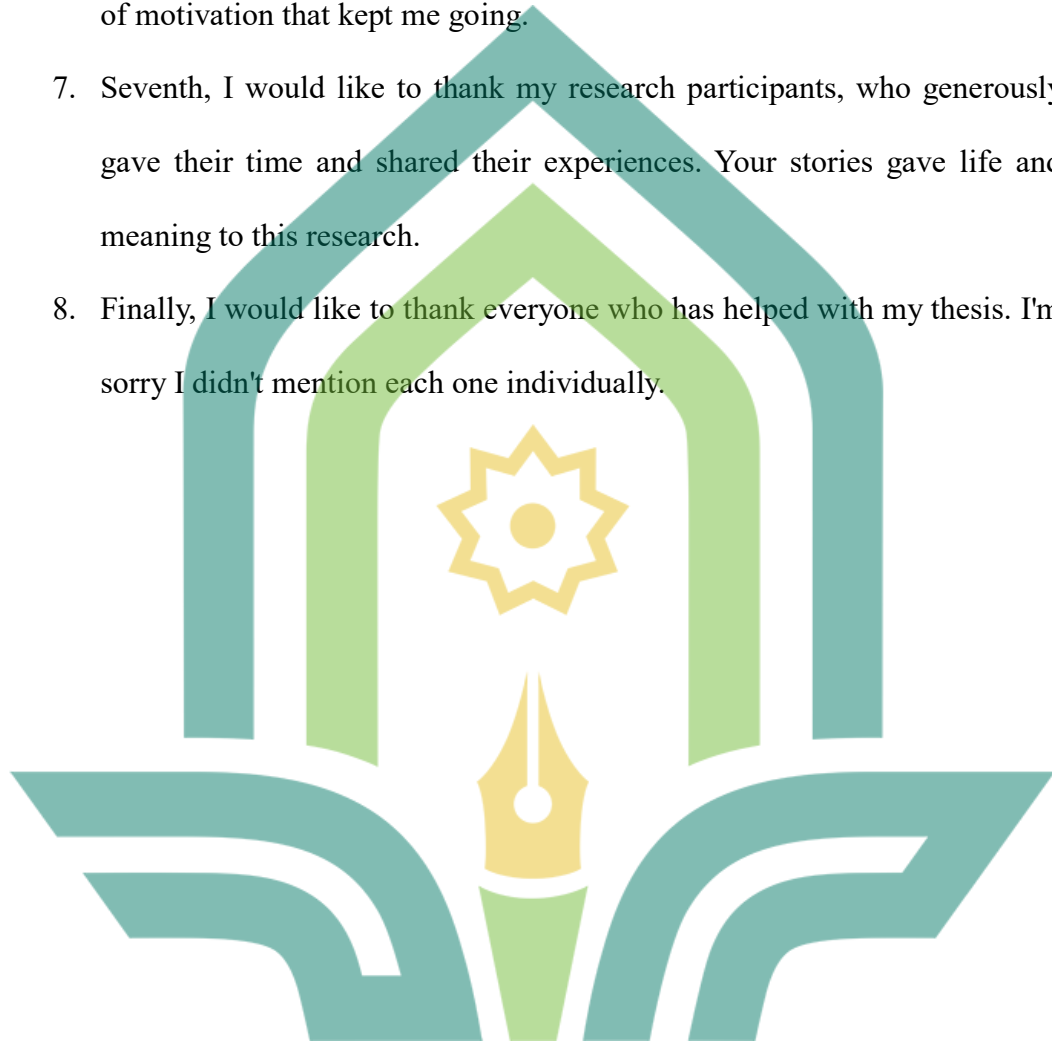 of motivation that kept me going.
7. Seventh, I would like to thank my research participants, who generously
gave their time and shared their experiences. Your stories gave life and
meaning to this research.
8. Finally, I would like to thank everyone who has helped with my thesis. I'm
sorry I didn't mention each one individually.